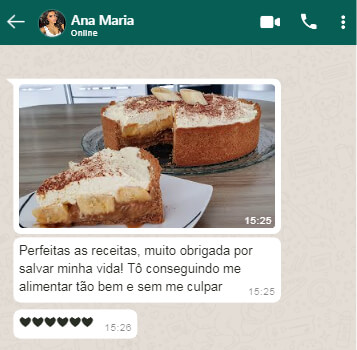 Ana Maria
Online
15:25
Perfeitas as receitas, muito obrigada por
salvar minha vida! Tô conseguindo me
alimentar tão bem e sem me culpar
15:25
♥♥♥♥♥♥ 15:26